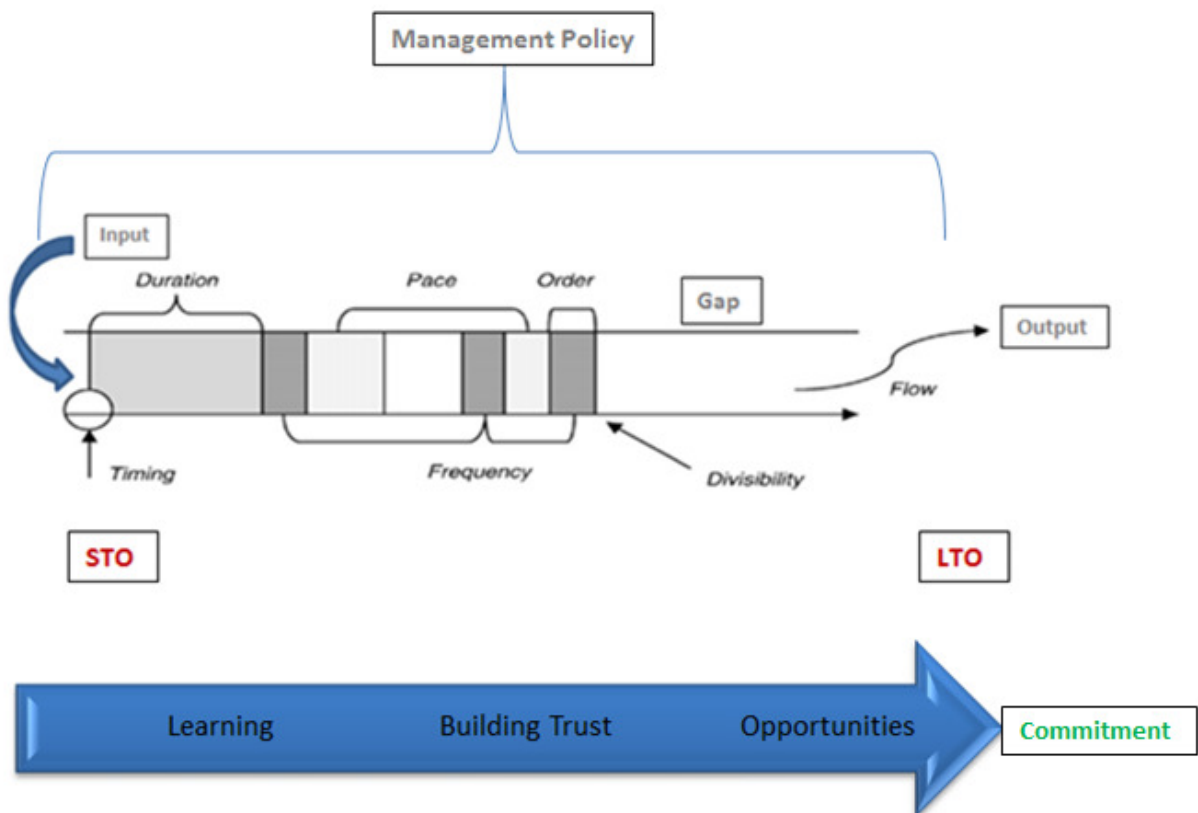 Management Policy
Input
Duration
Pace
Order
Gap
Output
Flow
Timing
Frequency
Divisibility
STO
LTO
Learning
Building Trust
Opportunities
Commitment